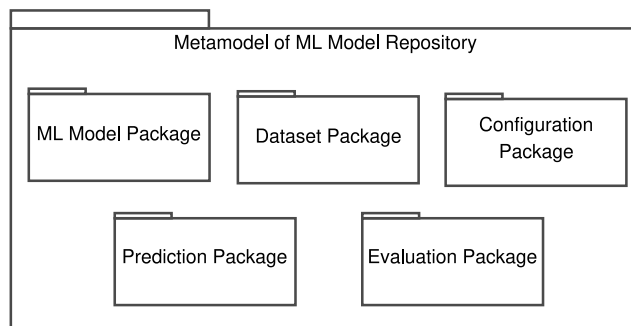 Metamodel of ML Model Repository
ML Model Package
Dataset Package
Configuration
Package
Prediction Package
Evaluation Package